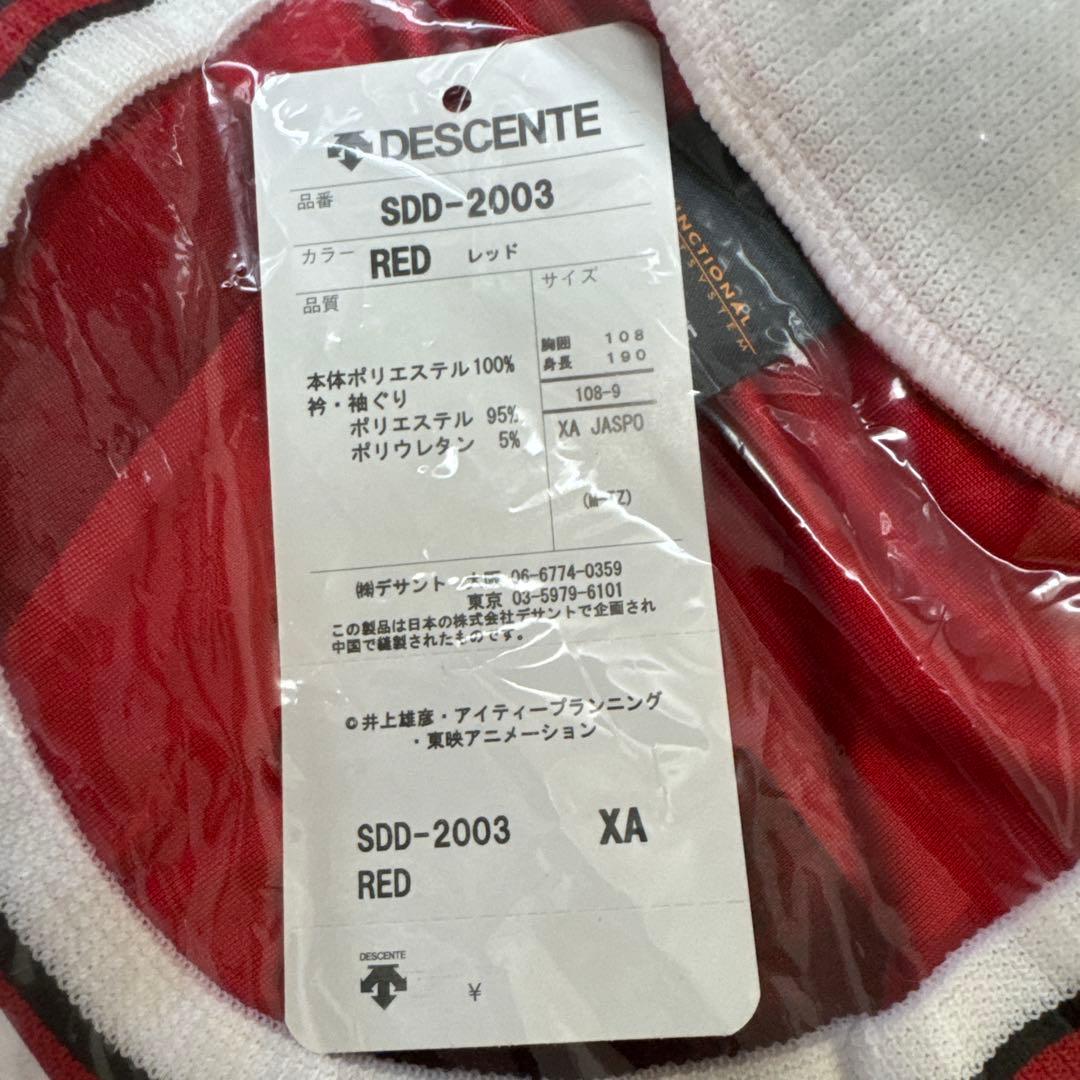 DESCENTE
品番 SDD-2003
カラー RED レッド
品質
サイズ
胸囲 108
身長 190
108-9
XA JASPO
本体ポリエステル100%
衿・袖ぐり
ポリエステル 95%
ポリウレタン 5%
㈱デサント 大阪 06-6774-0359
東京 03-5979-6101
この製品は日本の株式会社デサントで企画され
中国で縫製されたものです。
©井上雄彦・アイティープランニング
・東映アニメーション
SDD-2003 XA
RED
DESCENTE
¥
NCTIONAL
SYSTEM